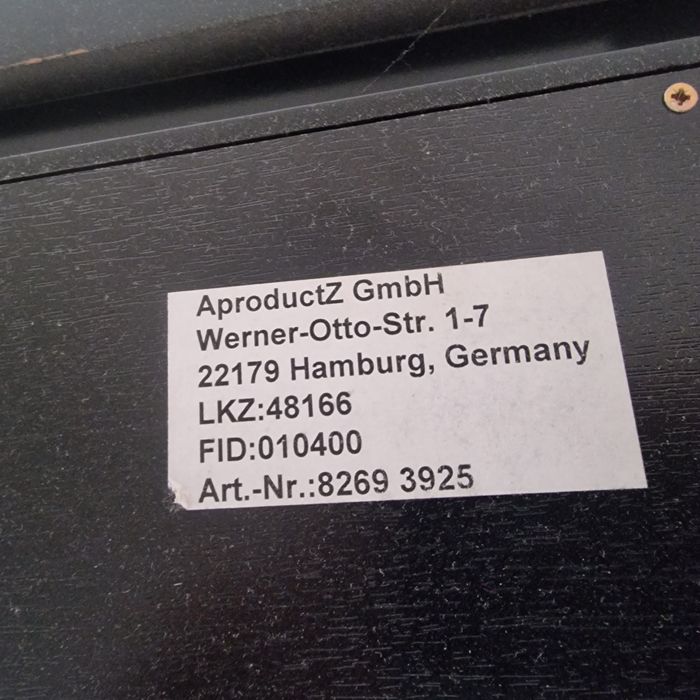 AproductZ GmbH
Werner-Otto-Str. 1-7
22179 Hamburg, Germany
LKZ:48166
FID:010400
Art.-Nr.:8269 3925